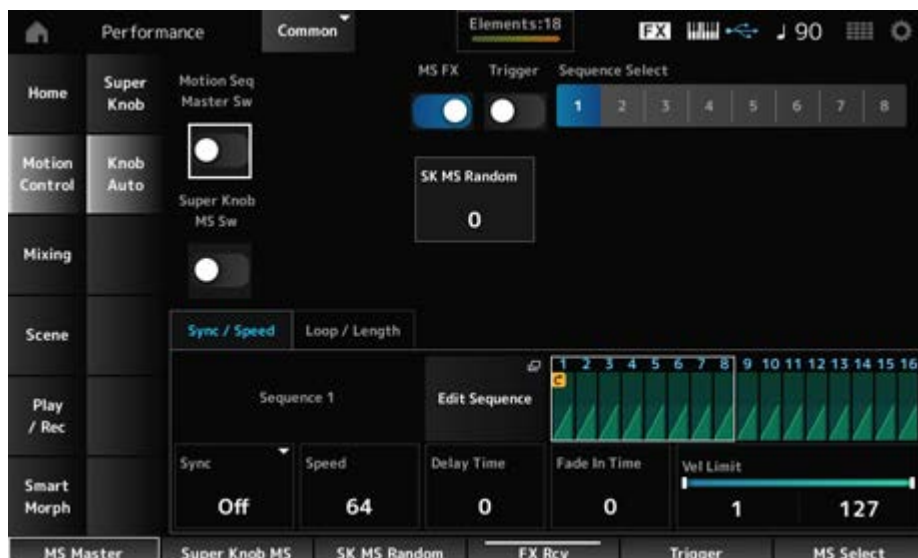 Performance
Common
Elements:18
FX
90
Home
Super
Knob
Motion Seq
Master Sw
MS FX
Trigger
Sequence Select
1 2 3 4 5 6 7 8
Motion
Control
Knob
Auto
SK MS Random
0
Super Knob
MS Sw
Mixing
Scene
Sync / Speed
Loop / Length
Play
/ Rec
Sequence 1
Edit Sequence
1 2 3 4 5 6 7 8 9 10 11 12 13 14 15 16
C
Smart
Morph
Sync
Off
Speed
64
Delay Time
0
Fade In Time
0
Vel Limit
1
127
MS Master
Super Knob MS
SK MS Random
FX Rcv
Trigger
MS Select